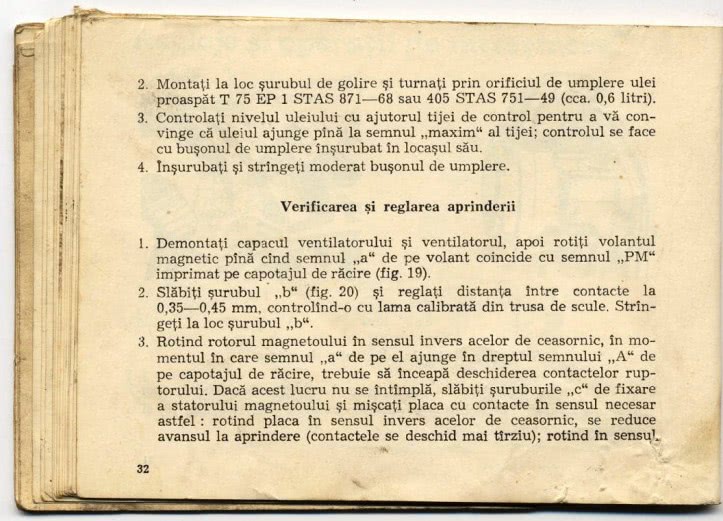 2. Montați la loc șurubul de golire și turnați prin orificiul de umplere ulei
proaspăt T 75 EP 1 STAS 871—68 sau 405 STAS 751—49 (cca. 0,6 litri).
3. Controlați nivelul uleiului cu ajutorul tijei de control pentru a vă con-
vinge că uleiul ajunge pînă la semnul „maxim“ al tijei; controlul se face
cu bușonul de umplere înșurubat în locașul său.
4. Înșurubați și strîngeți moderat bușonul de umplere.
Verificarea și reglarea aprinderii
1. Demontați capacul ventilatorului și ventilatorul, apoi rotiți volantul
magnetic pînă cînd semnul „a“ de pe volant coincide cu semnul „PM“
imprimat pe capotajul de răcire (fig. 19).
2. Slăbiți șurubul „b“ (fig. 20) și reglați distanța între contacte la
0,35—0,45 mm, controlînd-o cu lama calibrată din trusa de scule. Strîn-
geți la loc șurubul „b“.
3. Rotind rotorul magnetoului în sensul invers acelor de ceasornic, în mo-
mentul în care semnul „a“ de pe el ajunge în dreptul semnului „A“ de
pe capotajul de răcire, trebuie să înceapă deschiderea contactelor rup-
torului. Dacă acest lucru nu se întîmplă, slăbiți șuruburile „c“ de fixare
a statorului magnetoului și mișcați placa cu contacte în sensul necesar
astfel : rotind placa în sensul invers acelor de ceasornic, se reduce
avansul la aprindere (contactele se deschid mai tîrziu); rotind în sensul
32